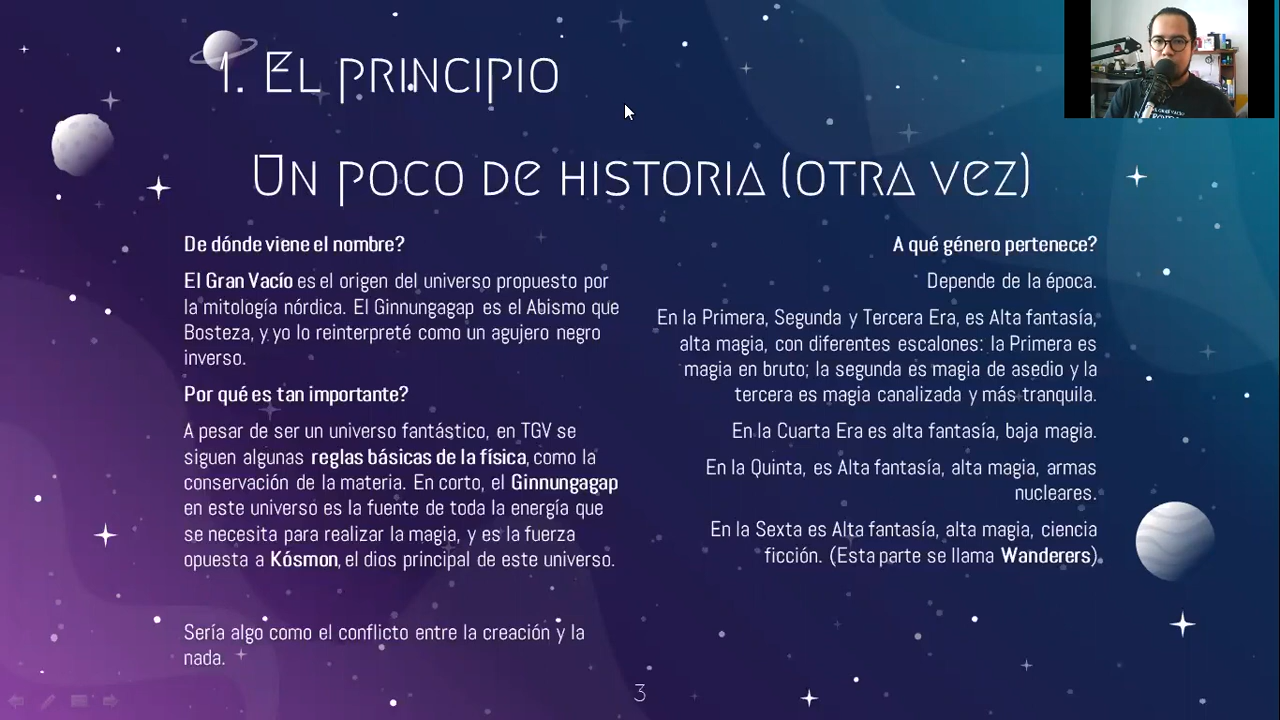 1. El principio
Un poco de historia (otra vez)
De dónde viene el nombre?
El Gran Vacío es el origen del universo propuesto por
la mitología nórdica. El Ginnungagap es el Abismo que
Bosteza, y yo lo reinterpreté como un agujero negro
inverso.
Por qué es tan importante?
A pesar de ser un universo fantástico, en TGV se
siguen algunas reglas básicas de la física, como la
conservación de la materia. En corto, el Ginnungagap
en este universo es la fuente de toda la energía que
se necesita para realizar la magia, y es la fuerza
opuesta a Kósmon, el dios principal de este universo.
Sería algo como el conflicto entre la creación y la
nada.
A qué género pertenece?
Depende de la época.
En la Primera, Segunda y Tercera Era, es Alta fantasía,
alta magia, con diferentes escalones: la Primera es
magia en bruto; la segunda es magia de asedio y la
tercera es magia canalizada y más tranquila.
En la Cuarta Era es alta fantasía, baja magia.
En la Quinta, es Alta fantasía, alta magia, armas
nucleares.
En la Sexta es Alta fantasía, alta magia, ciencia
ficción. (Esta parte se llama Wanderers).
3